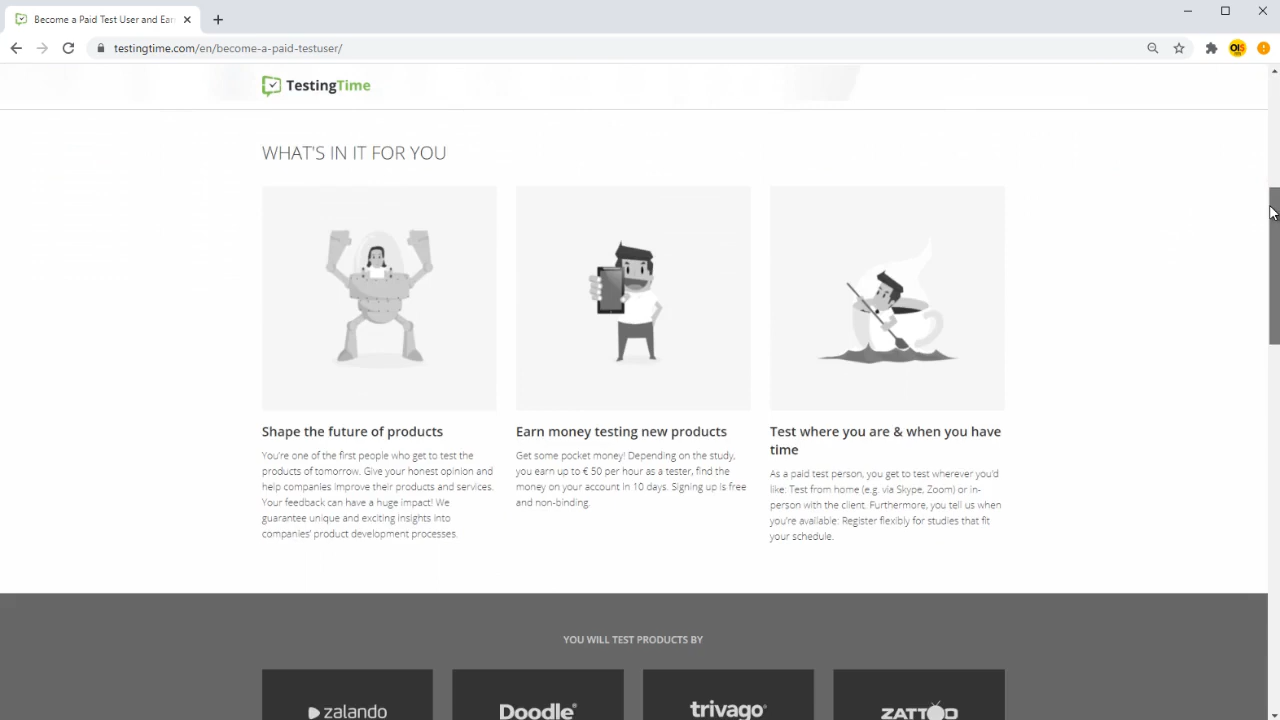 Become a Paid Test User and Ear
testingtime.com/en/become-a-paid-testuser/
TestingTime
WHAT'S IN IT FOR YOU
Shape the future of products
You're one of the first people who get to test the
products of tomorrow. Give your honest opinion and
help companies improve their products and services.
Your feedback can have a huge impact! We
guarantee unique and exciting insights into
companies' product development processes.
Earn money testing new products
Get some pocket money! Depending on the study,
you earn up to € 50 per hour as a tester, find the
money on your account in 10 days. Signing up is free
and non-binding.
Test where you are & when you have
time
As a paid test person, you get to test wherever you'd
like: Test from home (e.g. via Skype, Zoom) or in-
person with the client. Furthermore, you tell us when
you're available: Register flexibly for studies that fit
your schedule.
YOU WILL TEST PRODUCTS BY
zalando
Doodle
trivago
ZATTOO